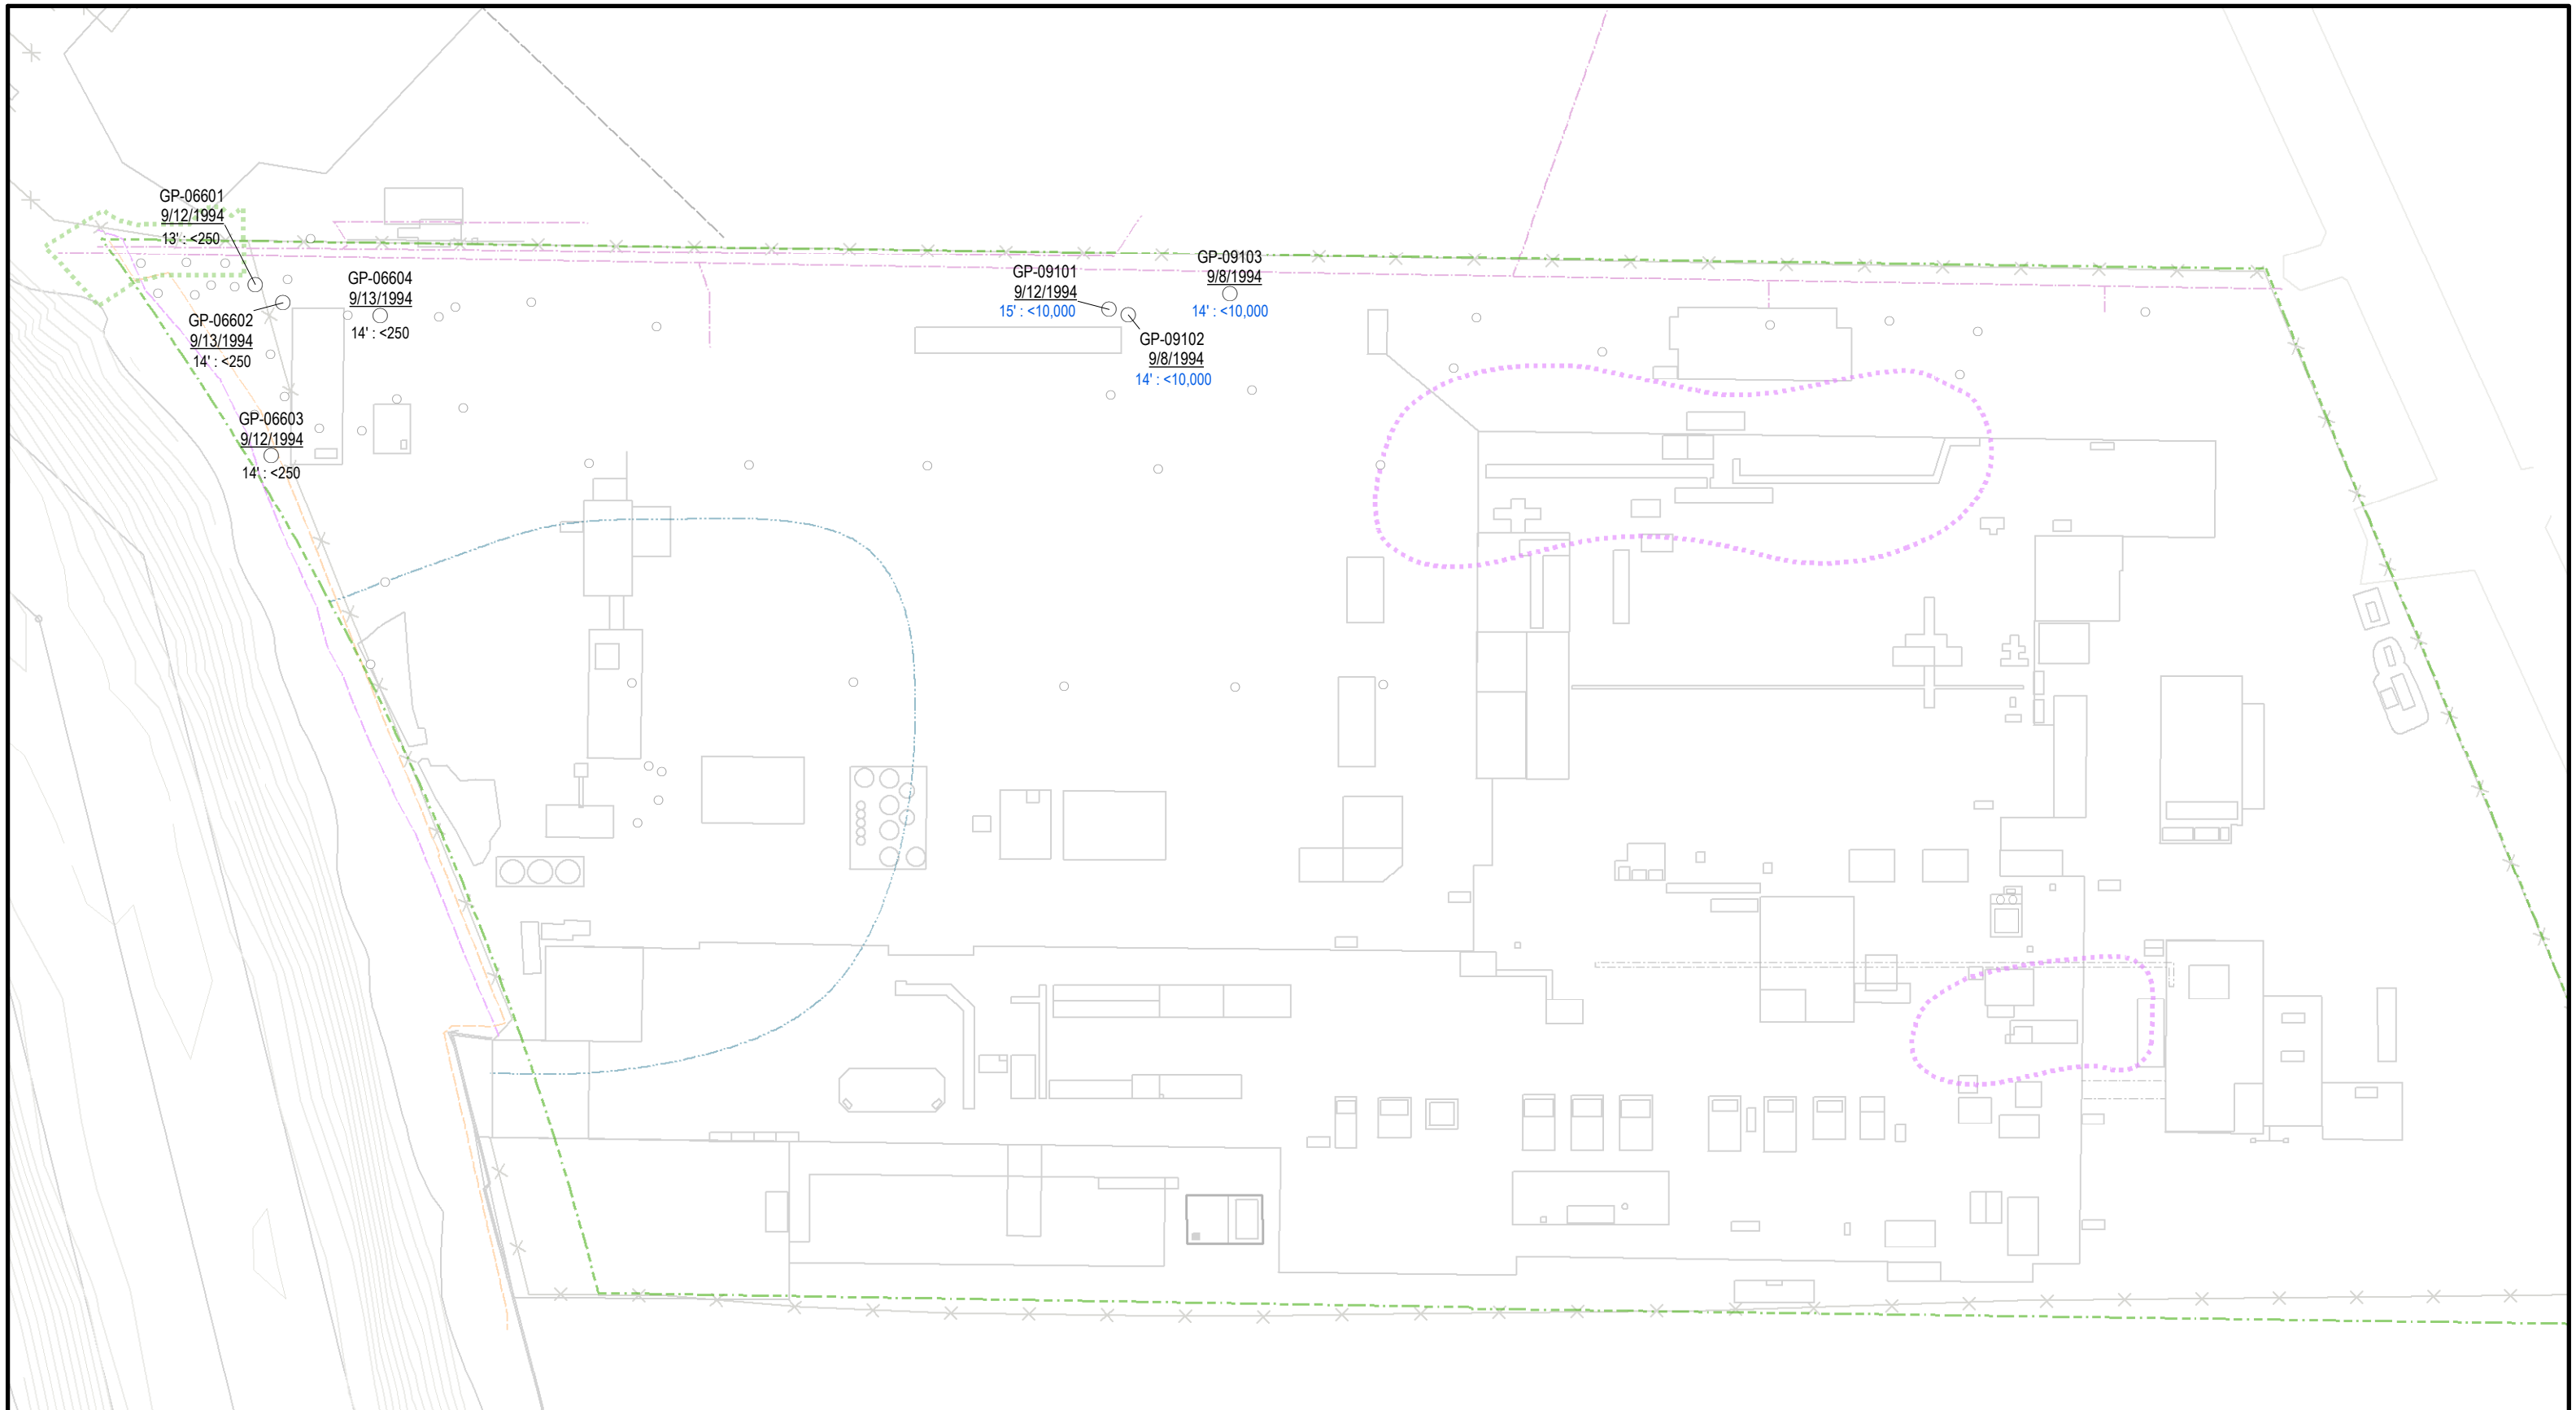 GP-06601
9/12/1994
13' : <250
GP-06602
9/13/1994
14' : <250
GP-06604
9/13/1994
14' : <250
GP-06603
9/12/1994
14' : <250
GP-09101
9/12/1994
15' : <10,000
GP-09102
9/8/1994
14' : <10,000
GP-09103
9/8/1994
14' : <10,000